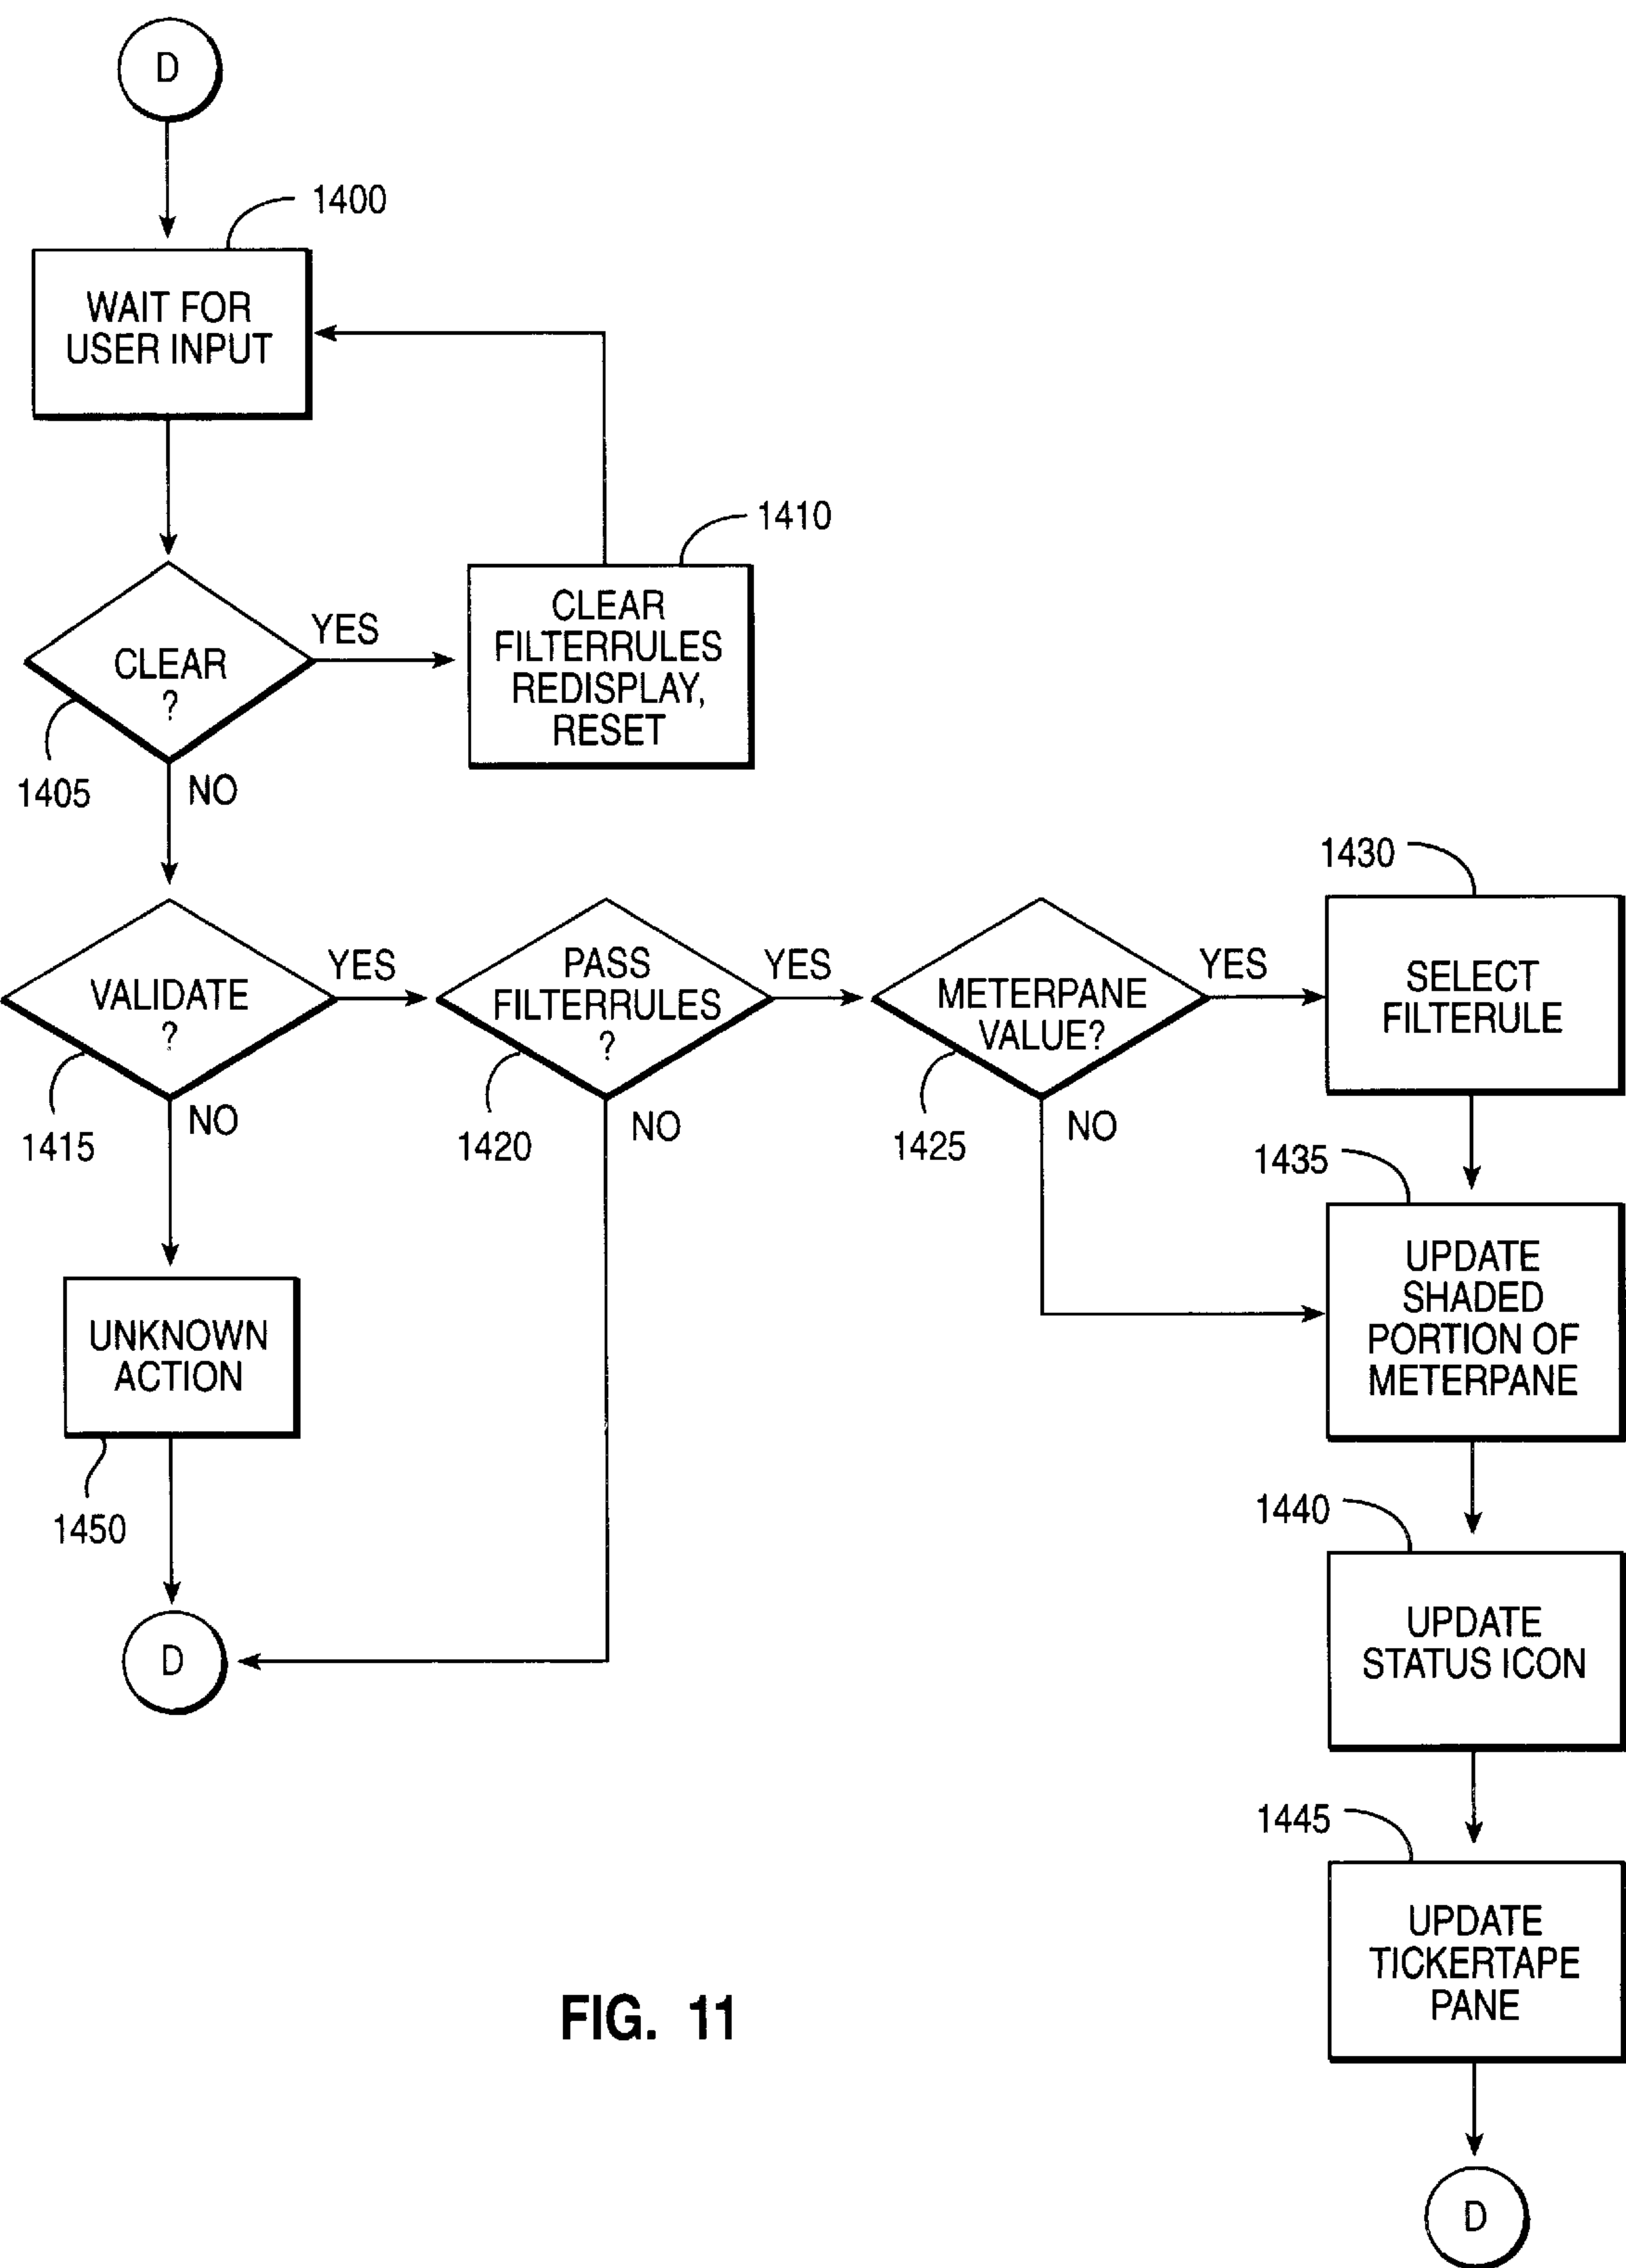 D
1400
WAIT FOR
USER INPUT
1410
CLEAR
FILTERRULES
REDISPLAY,
RESET
YES
CLEAR
?
1405
NO
1430
VALIDATE
?
YES
PASS
FILTERRULES
?
YES
METERPANE
VALUE?
YES
SELECT
FILTERULE
1415
NO
1420
NO
1425
NO
1435
UPDATE
SHADED
PORTION OF
METERPANE
UNKNOWN
ACTION
1450
1440
UPDATE
STATUS ICON
D
1445
UPDATE
TICKERTAPE
PANE
FIG. 11
D